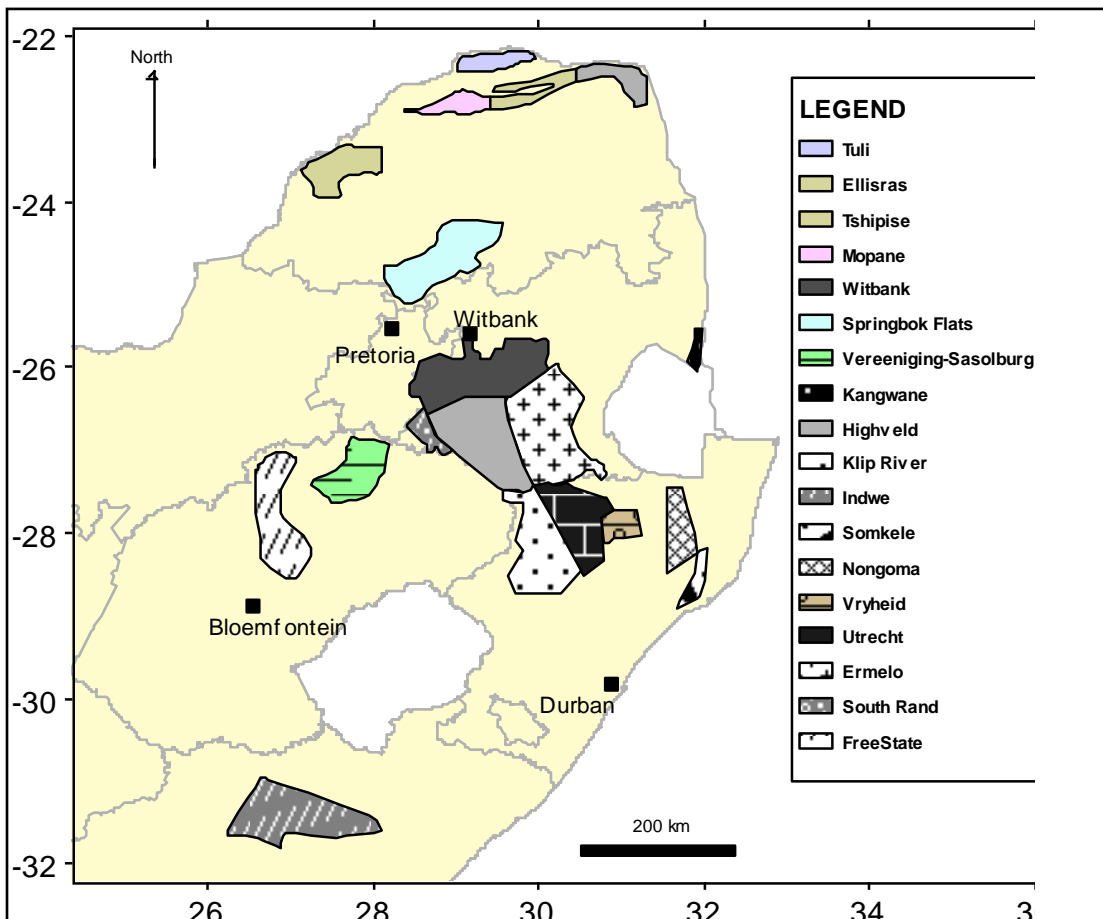 -22
-24
-26
-28
-30
-32
North
Witbank
Pretoria
Bloemfontein
Durban
200 km
LEGEND
Tuli
Ellisras
Tshipise
Mopane
Witbank
Springbok Flats
Vereeniging-Sasolburg
Kangwane
Highveld
Klip River
Indwe
Somkele
Nongoma
Vryheid
Utrecht
Ermelo
South Rand
FreeState
26 28 30 32 34 3